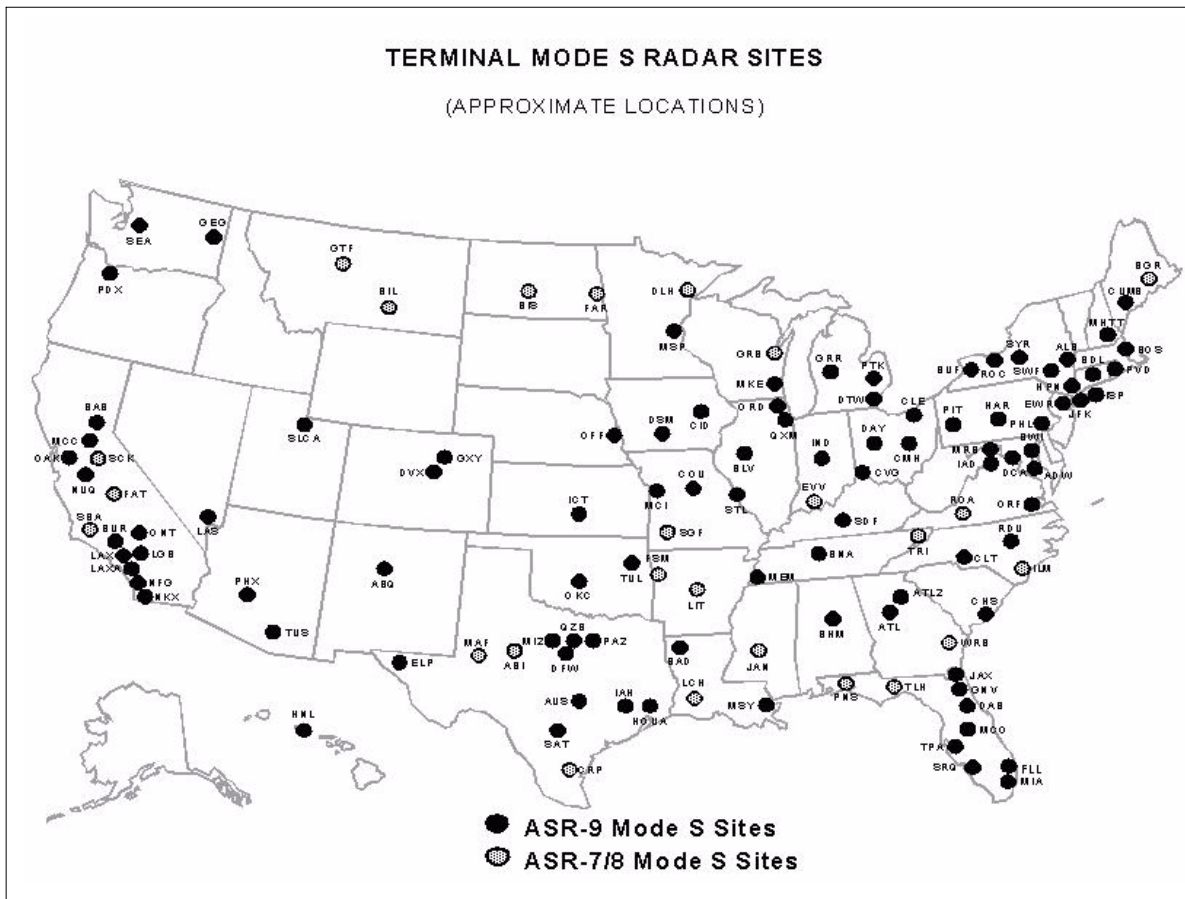 TERMINAL MODE S RADAR SITES
(APPROXIMATE LOCATIONS)
SEA
GEG
PDX
GTF
BIL
BIS
FAR
DLH
MSP
GRB
MKE
GRR
PTK
DTW
ORD
QXM
BGR
CUMB
MHTT
BOS
ALB
SYR
BUF
ROC
SWF
BDL
PVD
HPN
ISP
EWR
JFK
BAB
MCC
OAK
SCK
NUQ
FAT
SBA
BUR
ONT
LAX
LGB
LAXA
NFG
NKX
LAS
SLCA
GXY
DVX
OFF
DSM
CID
BLV
STL
COU
MCI
SGF
IND
EVV
DAY
CVG
CLE
CMH
PIT
HAR
PHL
MRB
BWI
IAD
DCA
ADW
ROA
ORF
RDU
SDF
BNA
TRI
CLT
ILM
ICT
TUL
FSM
OKC
LIT
MEM
PHX
TUS
ABQ
ELP
MAF
ABI
MIZ
QZB
PAZ
DFW
BAD
JAN
BHM
ATLZ
ATL
CHS
WRB
AUS
IAH
HOUA
LCH
MSY
PNS
TLH
JAX
GNV
DAB
MCO
TPA
SRQ
FLL
MIA
SAT
CRP
HNL
ASR-9 Mode S Sites
ASR-7/8 Mode S Sites